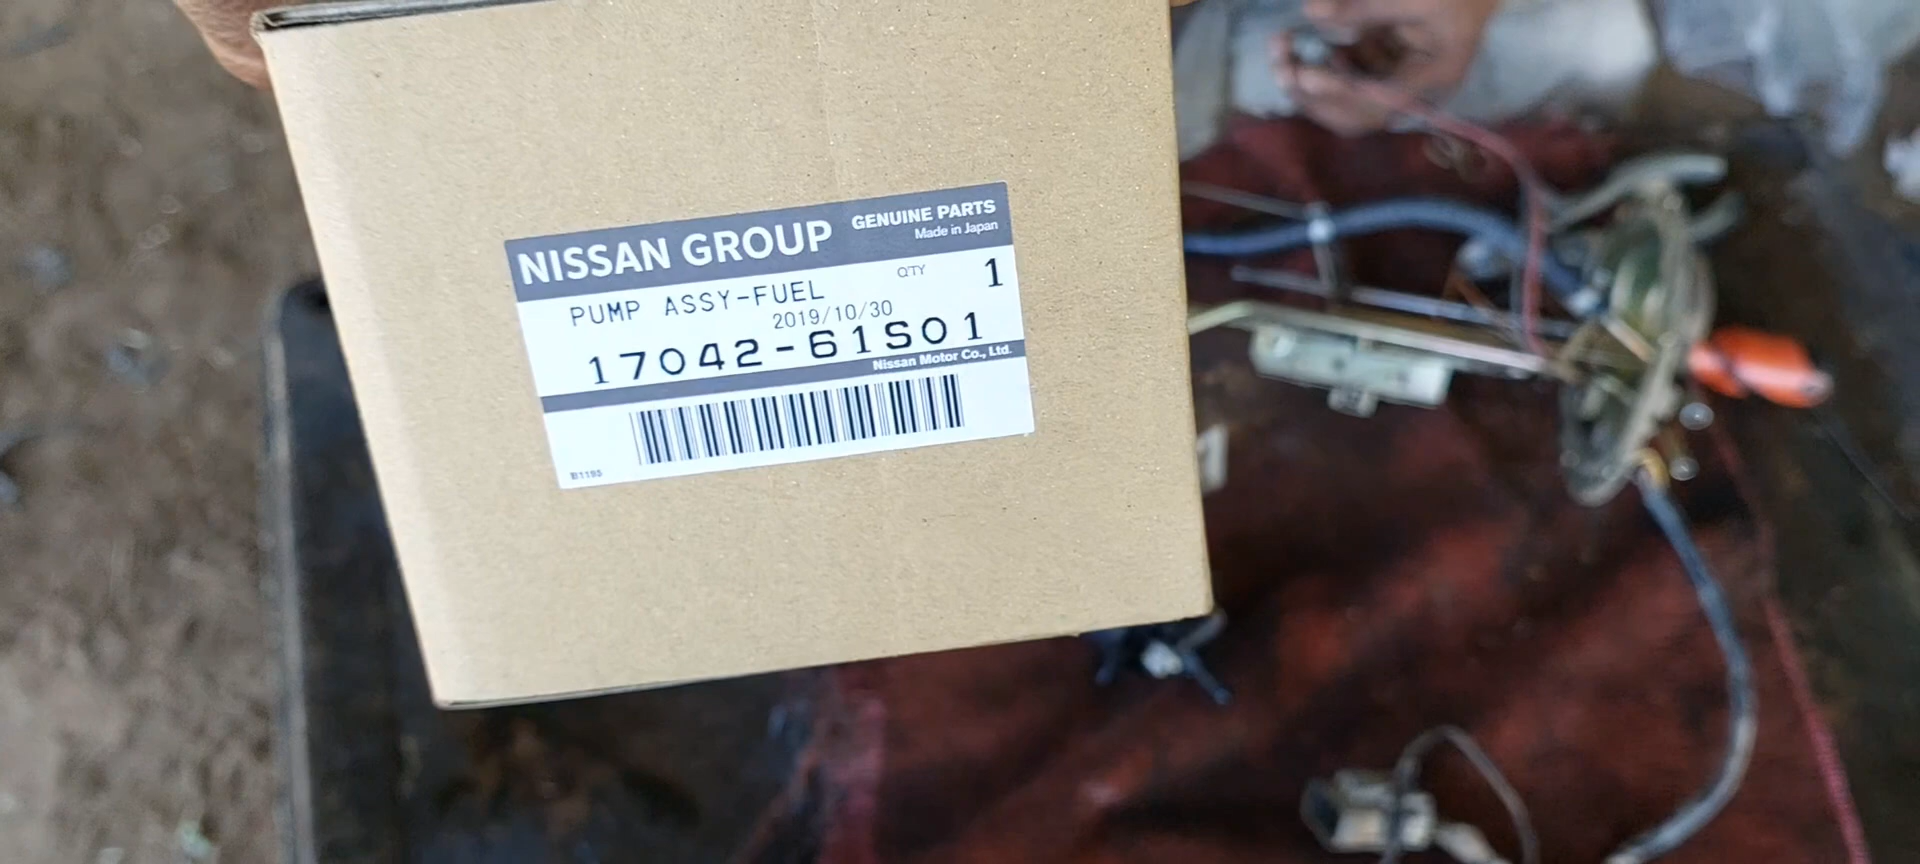 NISSAN GROUP GENUINE PARTS
Made in Japan
PUMP ASSY-FUEL QTY 1
2019/10/30
17042-61S01
Nissan Motor Co., Ltd.
B1195